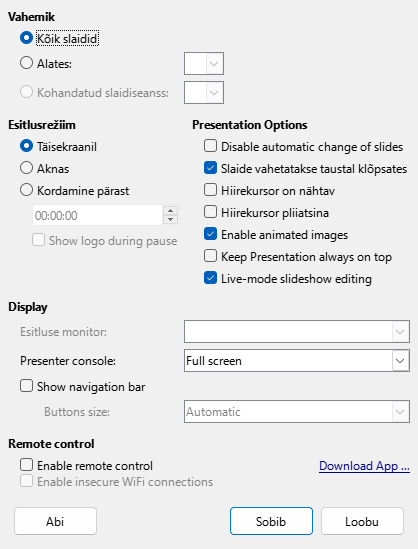 Vahemik
Kõik slaidid
Alates:
Kohandatud slaidiseanss:
Esitlusrežiim
Täisekraanil
Aknas
Kordamine pärast
00:00:00
Show logo during pause
Presentation Options
Disable automatic change of slides
Slaide vahetatakse taustal klõpsates
Hiirekursor on nähtav
Hiirekursor pliiatsina
Enable animated images
Keep Presentation always on top
Live-mode slideshow editing
Display
Esitluse monitor:
Presenter console: Full screen
Show navigation bar
Buttons size: Automatic
Remote control
Enable remote control Download App ...
Enable insecure WiFi connections
Abi Sobib Loobu